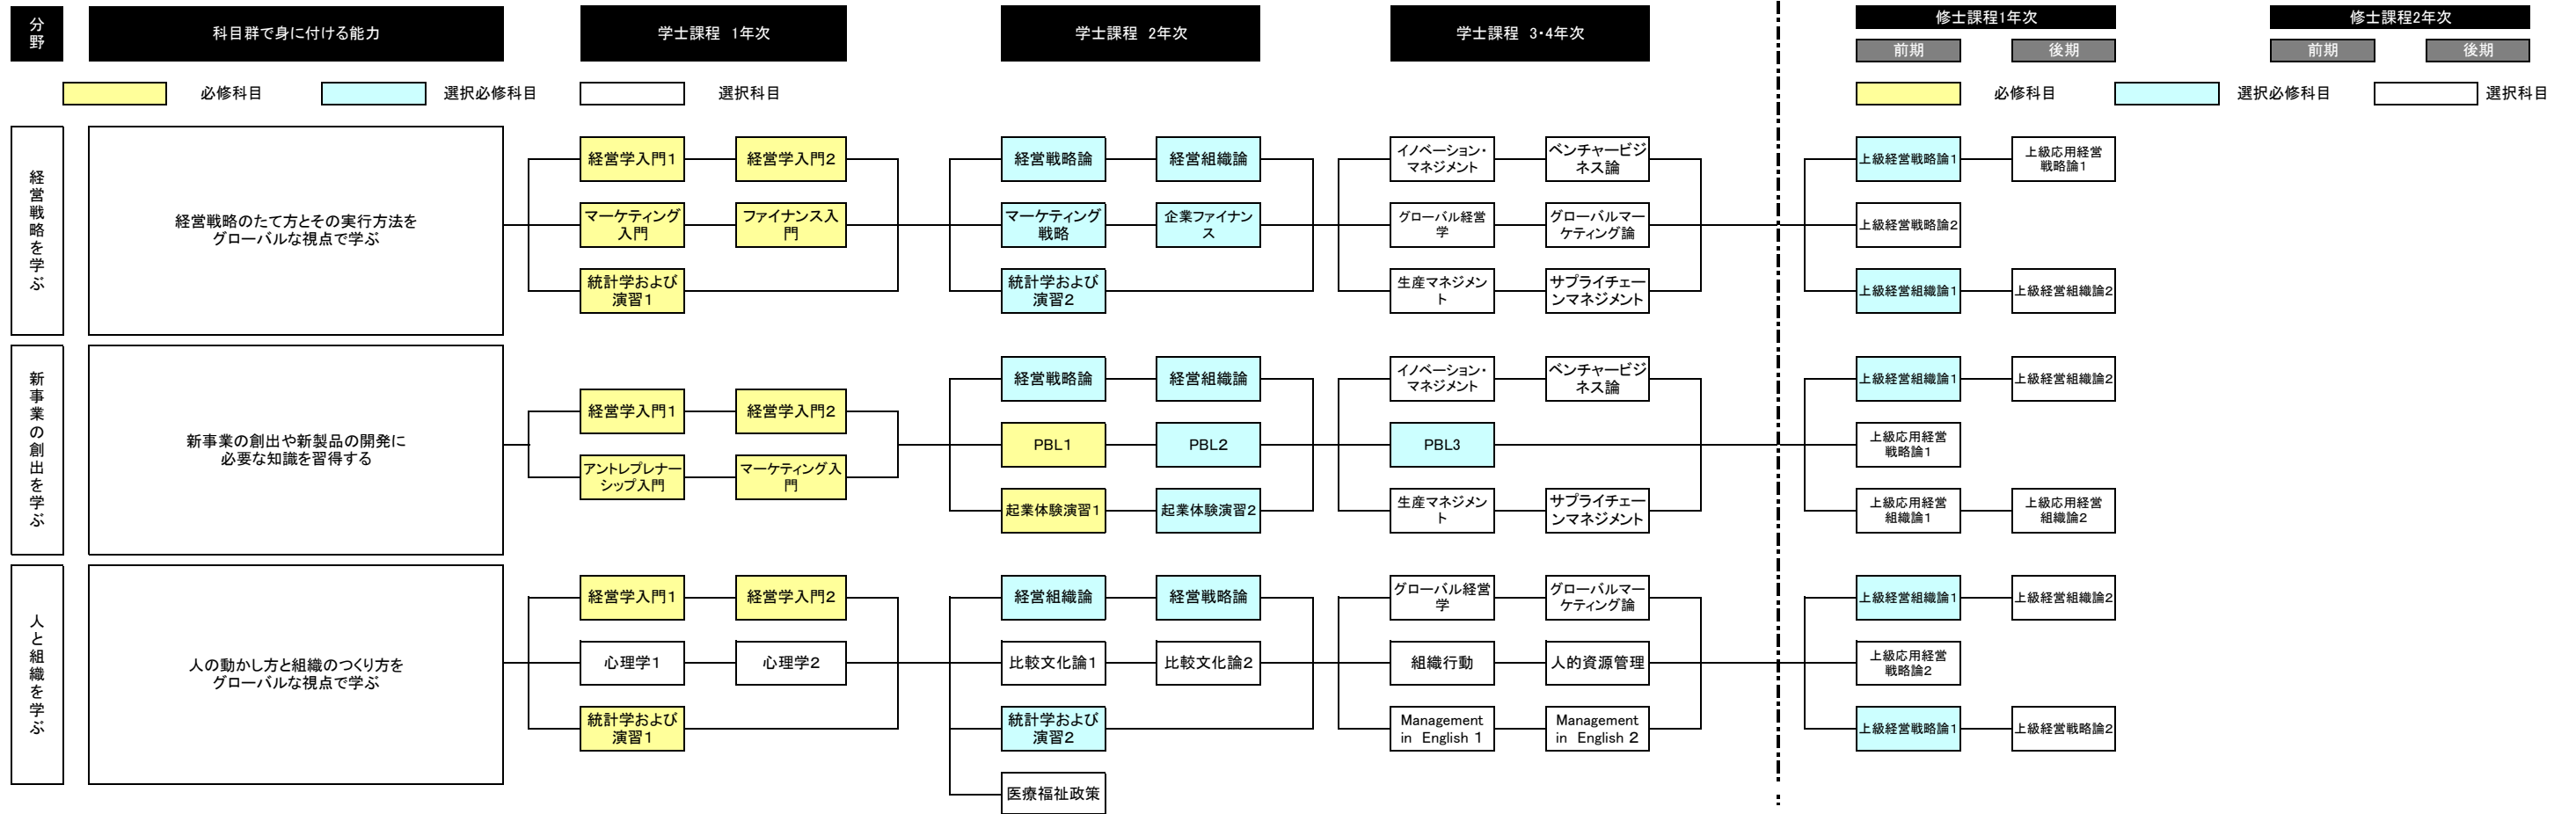 分野
科目群で身に付ける能力
学士課程 1年次
学士課程 2年次
学士課程 3・4年次
修士課程1年次
修士課程2年次
前期
後期
前期
後期
必修科目
選択必修科目
選択科目
必修科目
選択必修科目
選択科目
経営戦略を学ぶ
経営戦略のたて方とその実行方法を
グローバルな視点で学ぶ
経営学入門1
経営学入門2
マーケティング
入門
ファイナンス入
門
統計学および
演習1
経営戦略論
経営組織論
マーケティング
戦略
企業ファイナン
ス
統計学および
演習2
イノベーション・
マネジメント
ベンチャービジ
ネス論
グローバル経営
学
グローバルマー
ケティング論
生産マネジメン
ト
サプライチェー
ンマネジメント
上級経営戦略論1
上級応用経営
戦略論1
上級経営戦略論2
上級経営組織論1
上級経営組織論2
新事業の創出を学ぶ
新事業の創出や新製品の開発に
必要な知識を習得する
経営学入門1
経営学入門2
アントレプレナー
シップ入門
マーケティング入
門
経営戦略論
経営組織論
PBL1
PBL2
起業体験演習1
起業体験演習2
イノベーション・
マネジメント
ベンチャービジ
ネス論
PBL3
生産マネジメン
ト
サプライチェー
ンマネジメント
上級経営組織論1
上級経営組織論2
上級応用経営
戦略論1
上級応用経営
組織論1
上級応用経営
組織論2
人と組織を学ぶ
人の動かし方と組織のつくり方を
グローバルな視点で学ぶ
経営学入門1
経営学入門2
心理学1
心理学2
統計学および
演習1
経営組織論
経営戦略論
比較文化論1
比較文化論2
統計学および
演習2
医療福祉政策
グローバル経営
学
グローバルマー
ケティング論
組織行動
人的資源管理
Management
in English 1
Management
in English 2
上級経営組織論1
上級経営組織論2
上級応用経営
戦略論2
上級経営戦略論1
上級経営戦略論2